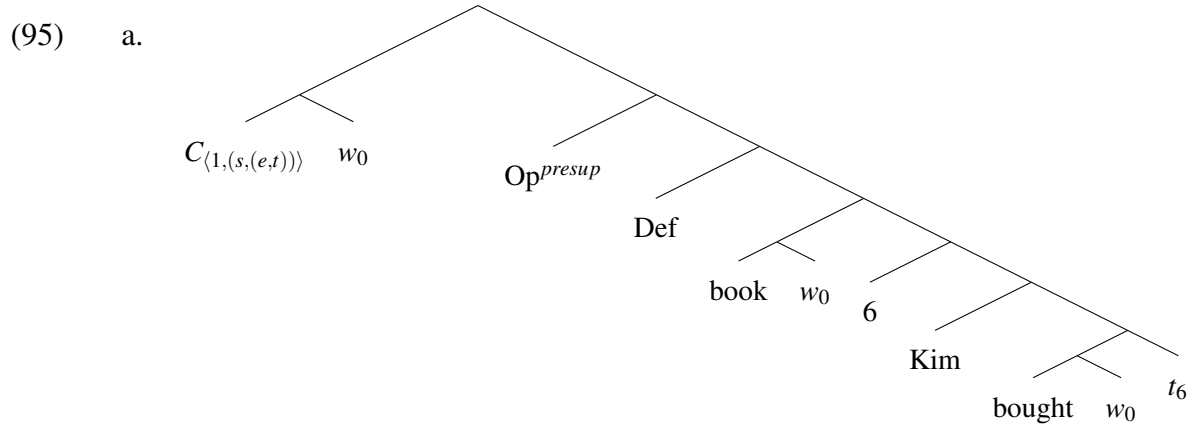 (95) a.
C⟨1,(s,(e,t))⟩ w0
Op^presup
Def
book w0
6
Kim
bought w0
t6